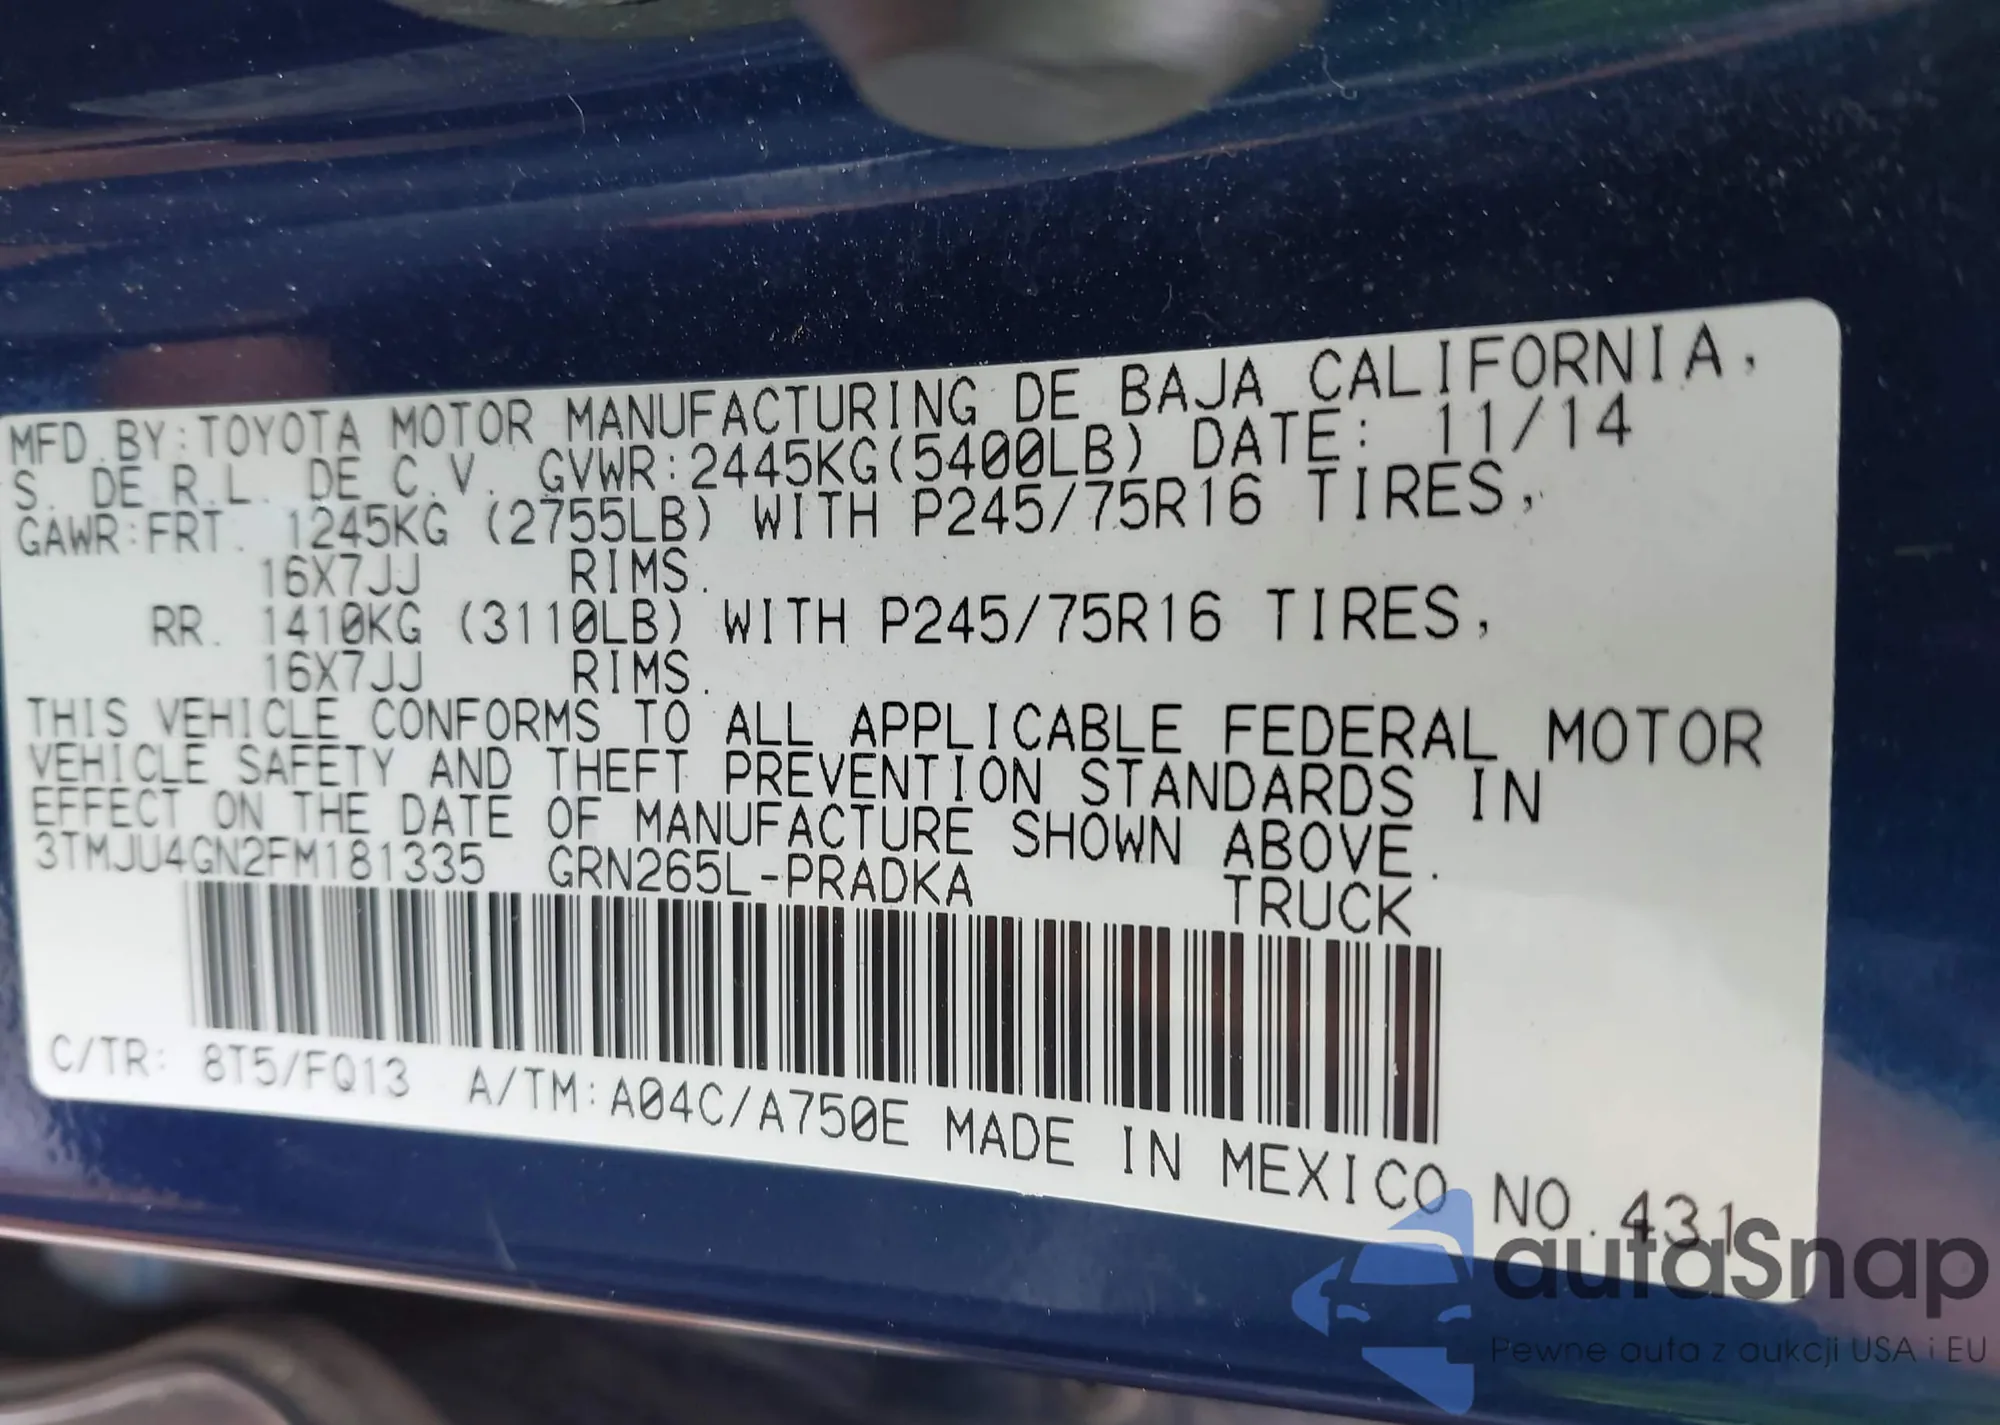 MFD.BY:TOYOTA MOTOR MANUFACTURING DE BAJA CALIFORNIA,
S. DE R.L. DE C.V. GVWR:2445KG(5400LB) DATE: 11/14
GAWR:FRT. 1245KG (2755LB) WITH P245/75R16 TIRES,
16X7JJ RIMS.
RR. 1410KG (3110LB) WITH P245/75R16 TIRES,
16X7JJ RIMS.
THIS VEHICLE CONFORMS TO ALL APPLICABLE FEDERAL MOTOR
VEHICLE SAFETY AND THEFT PREVENTION STANDARDS IN
EFFECT ON THE DATE OF MANUFACTURE SHOWN ABOVE.
3TMJU4GN2FM181335 GRN265L-PRADKA TRUCK
C/TR: 8T5/FQ13 A/TM:A04C/A750E MADE IN MEXICO NO.431
autaSnap
Pewne auta z aukcji USA i EU